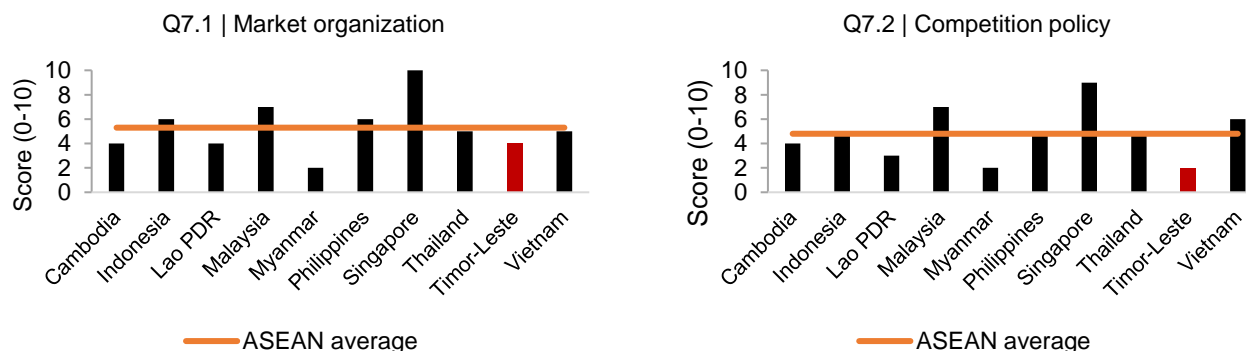 Q7.1 | Market organization
Score (0-10)
10
8
6
4
2
0
Cambodia
Indonesia
Lao PDR
Malaysia
Myanmar
Philippines
Singapore
Thailand
Timor-Leste
Vietnam
ASEAN average
Q7.2 | Competition policy
Score (0-10)
10
8
6
4
2
0
Cambodia
Indonesia
Lao PDR
Malaysia
Myanmar
Philippines
Singapore
Thailand
Timor-Leste
Vietnam
ASEAN average